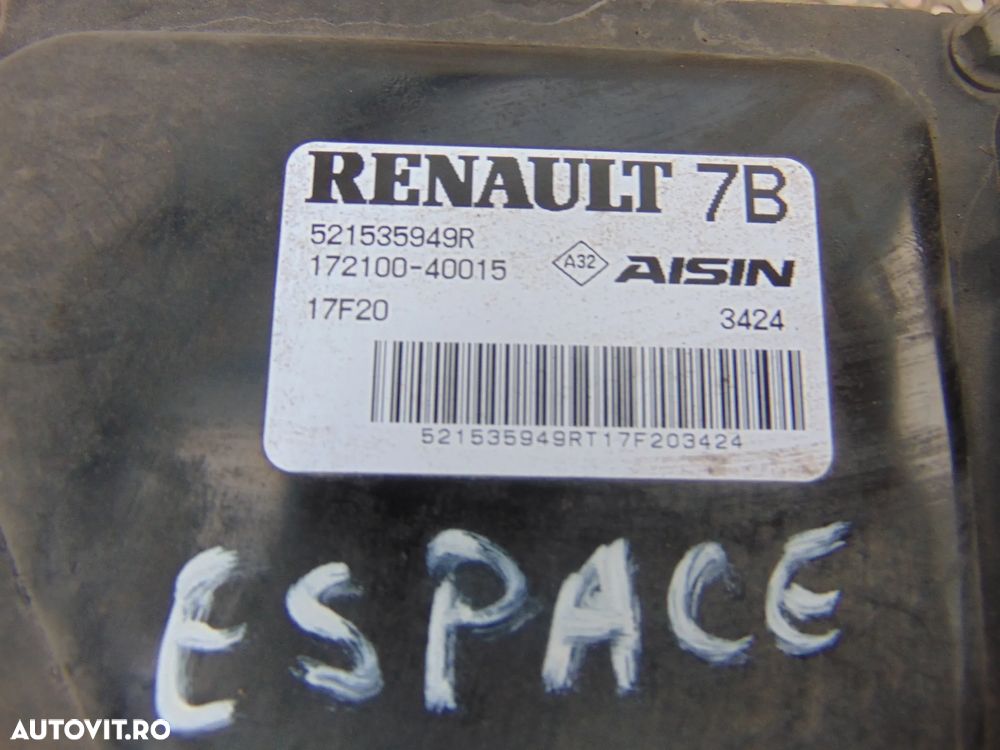 RENAULT 7B
521535949R
172100-40015 A32 AISIN
17F20 3424
521535949RT17F203424
ESPACE
AUTOVIT.RO